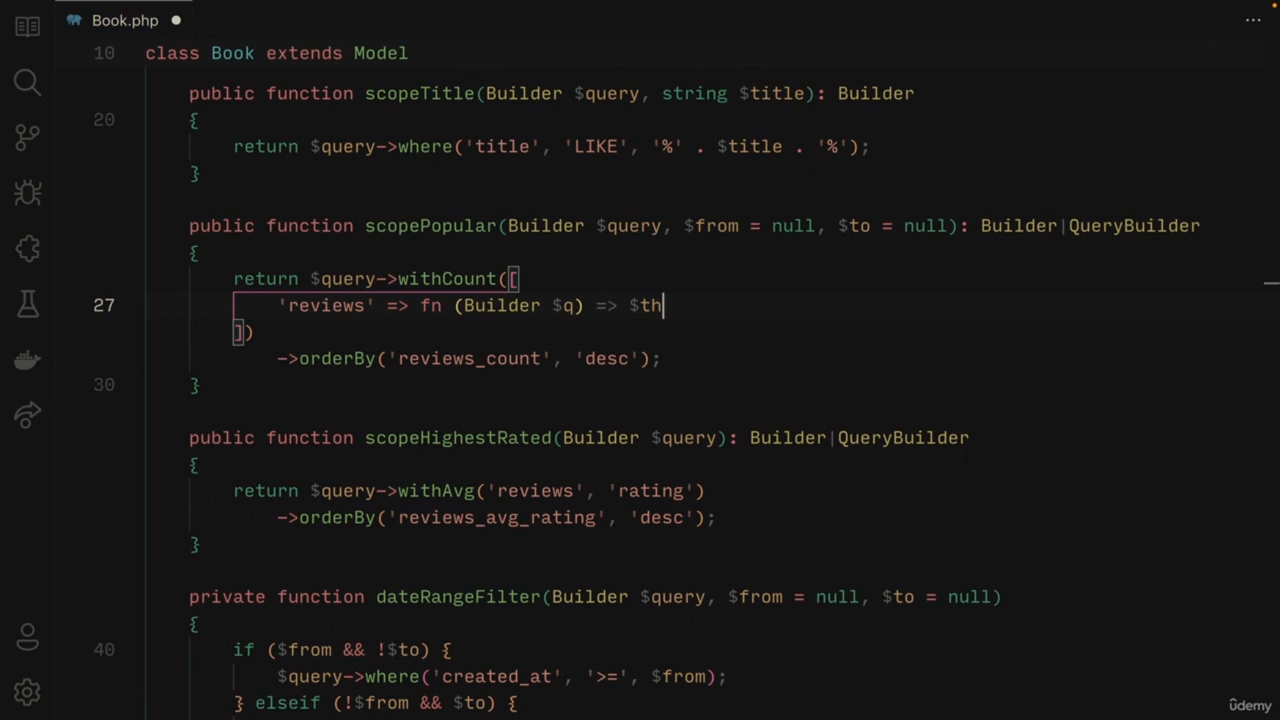 Book.php
10 class Book extends Model
public function scopeTitle(Builder $query, string $title): Builder
20 {
return $query->where('title', 'LIKE', '%' . $title . '%');
}
public function scopePopular(Builder $query, $from = null, $to = null): Builder|QueryBuilder
{
return $query->withCount([
27 'reviews' => fn (Builder $q) => $th
])
->orderBy('reviews_count', 'desc');
30 }
public function scopeHighestRated(Builder $query): Builder|QueryBuilder
{
return $query->withAvg('reviews', 'rating')
->orderBy('reviews_avg_rating', 'desc');
}
private function dateRangeFilter(Builder $query, $from = null, $to = null)
{
40 if ($from && !$to) {
$query->where('created_at', '>=', $from);
} elseif (!$from && $to) {
ûdemy